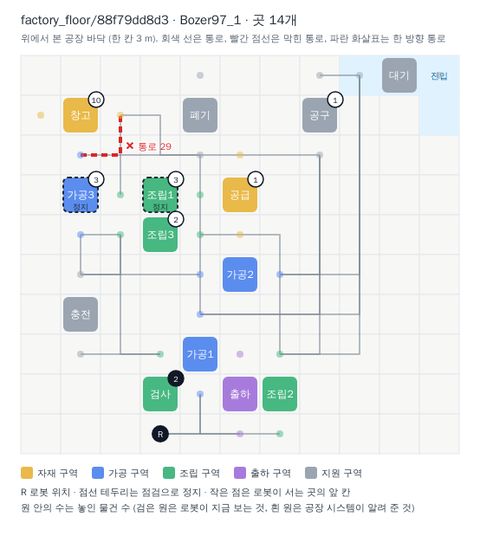 factory_floor/88f79dd8d3 · Bozer97_1 · 곳 14개
위에서 본 공장 바닥 (한 칸 3 m). 회색 선은 통로, 빨간 점선은 막힌 통로, 파란 화살표는 한 방향 통로
대기
진입
창고
10
폐기
공구
1
통로 29
가공3
정지
3
조립1
정지
3
공급
1
조립3
2
가공2
충전
가공1
검사
2
출하
조립2
R
자재 구역
가공 구역
조립 구역
출하 구역
지원 구역
R 로봇 위치 · 점선 테두리는 점검으로 정지 · 작은 점은 로봇이 서는 곳의 앞 칸
원 안의 수는 놓인 물건 수 (검은 원은 로봇이 지금 보는 것, 흰 원은 공장 시스템이 알려 준 것)